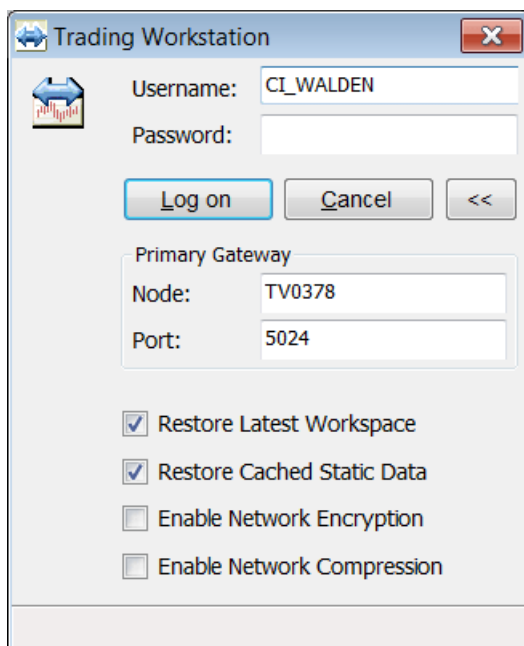 Trading Workstation
Username: CI_WALDEN
Password:
Log on Cancel <<
Primary Gateway
Node: TV0378
Port: 5024
Restore Latest Workspace
Restore Cached Static Data
Enable Network Encryption
Enable Network Compression